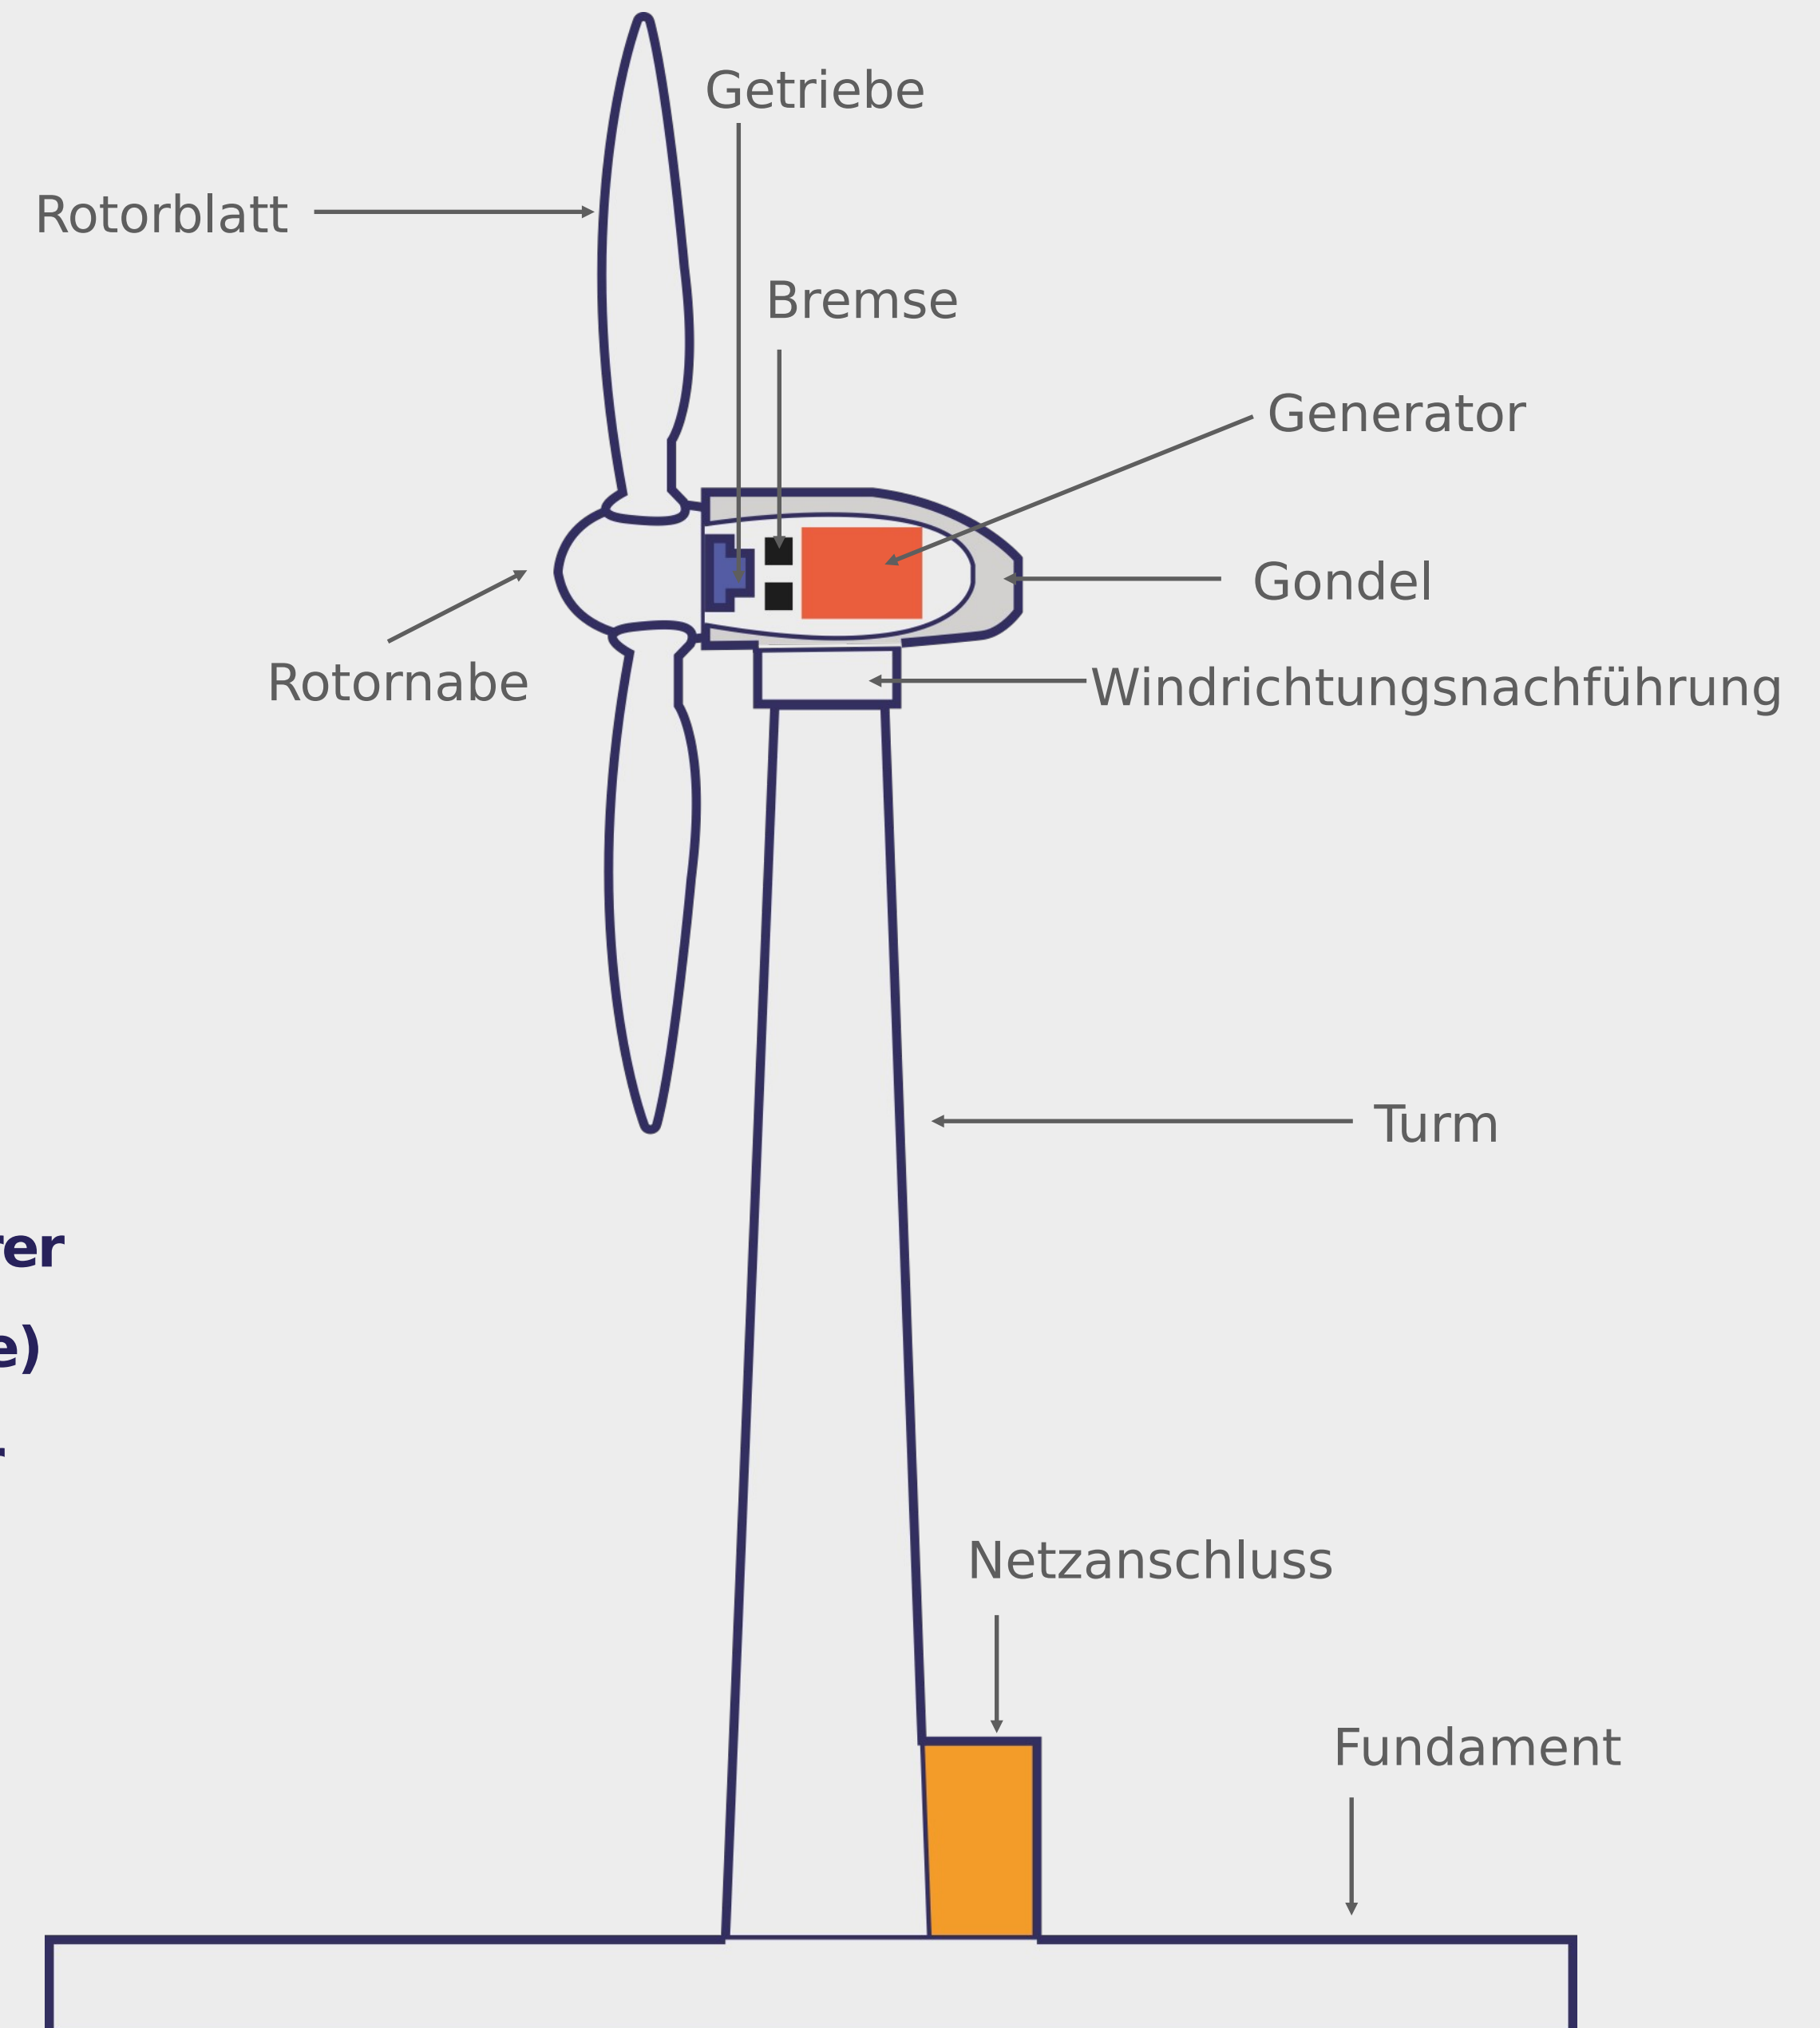 Getriebe
Rotorblatt
Bremse
Generator
Gondel
Rotornabe
Windrichtungsnachführung
Turm
Netzanschluss
Fundament